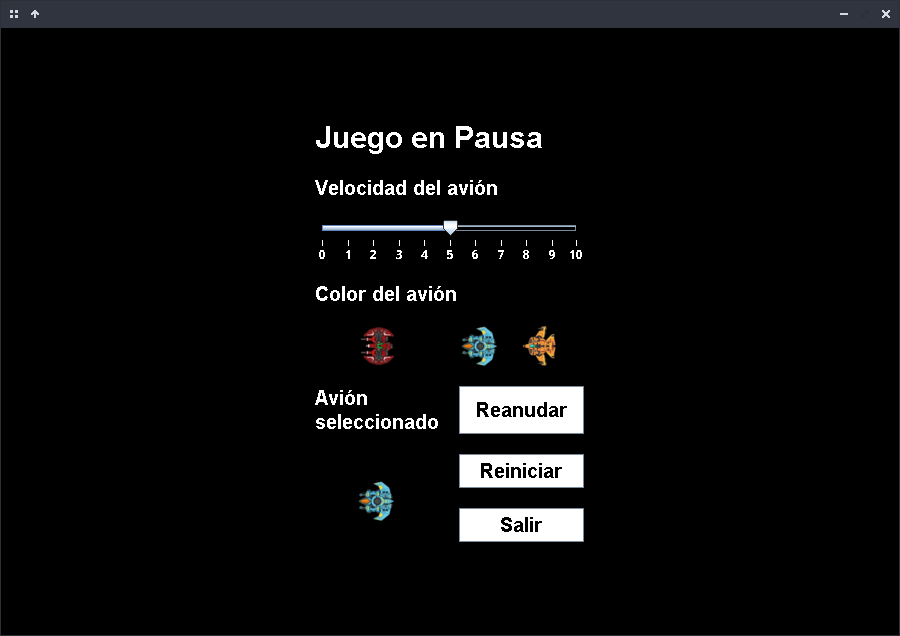 Juego en Pausa
Velocidad del avión
0 1 2 3 4 5 6 7 8 9 10
Color del avión
Avión
seleccionado
Reanudar
Reiniciar
Salir